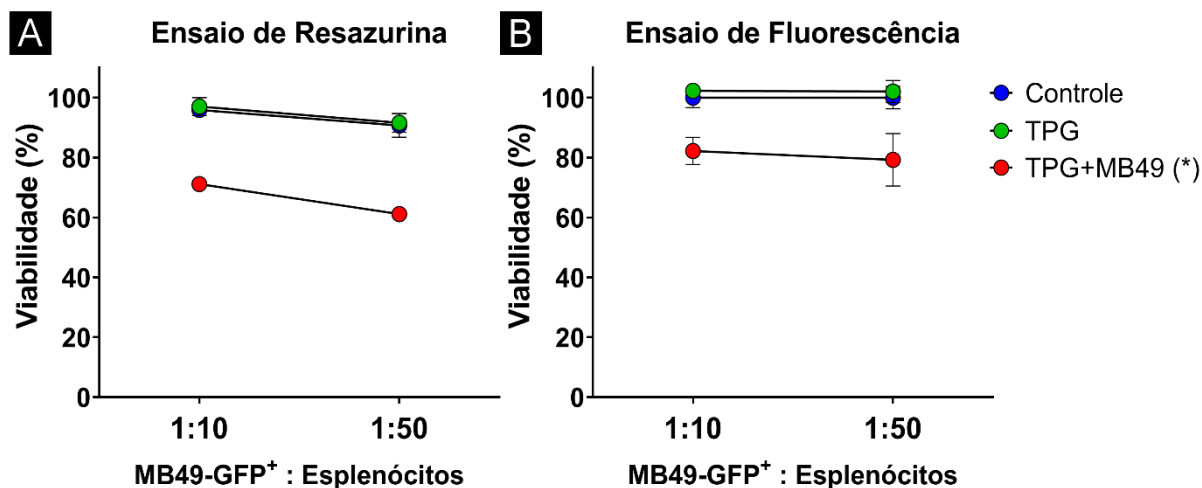 A
Ensaio de Resazurina
Viabilidade (%)
100
80
60
40
20
0
1:10
1:50
MB49-GFP⁺ : Esplenócitos
B
Ensaio de Fluorescência
Viabilidade (%)
100
80
60
40
20
0
1:10
1:50
MB49-GFP⁺ : Esplenócitos
Controle
TPG
TPG+MB49 (*)